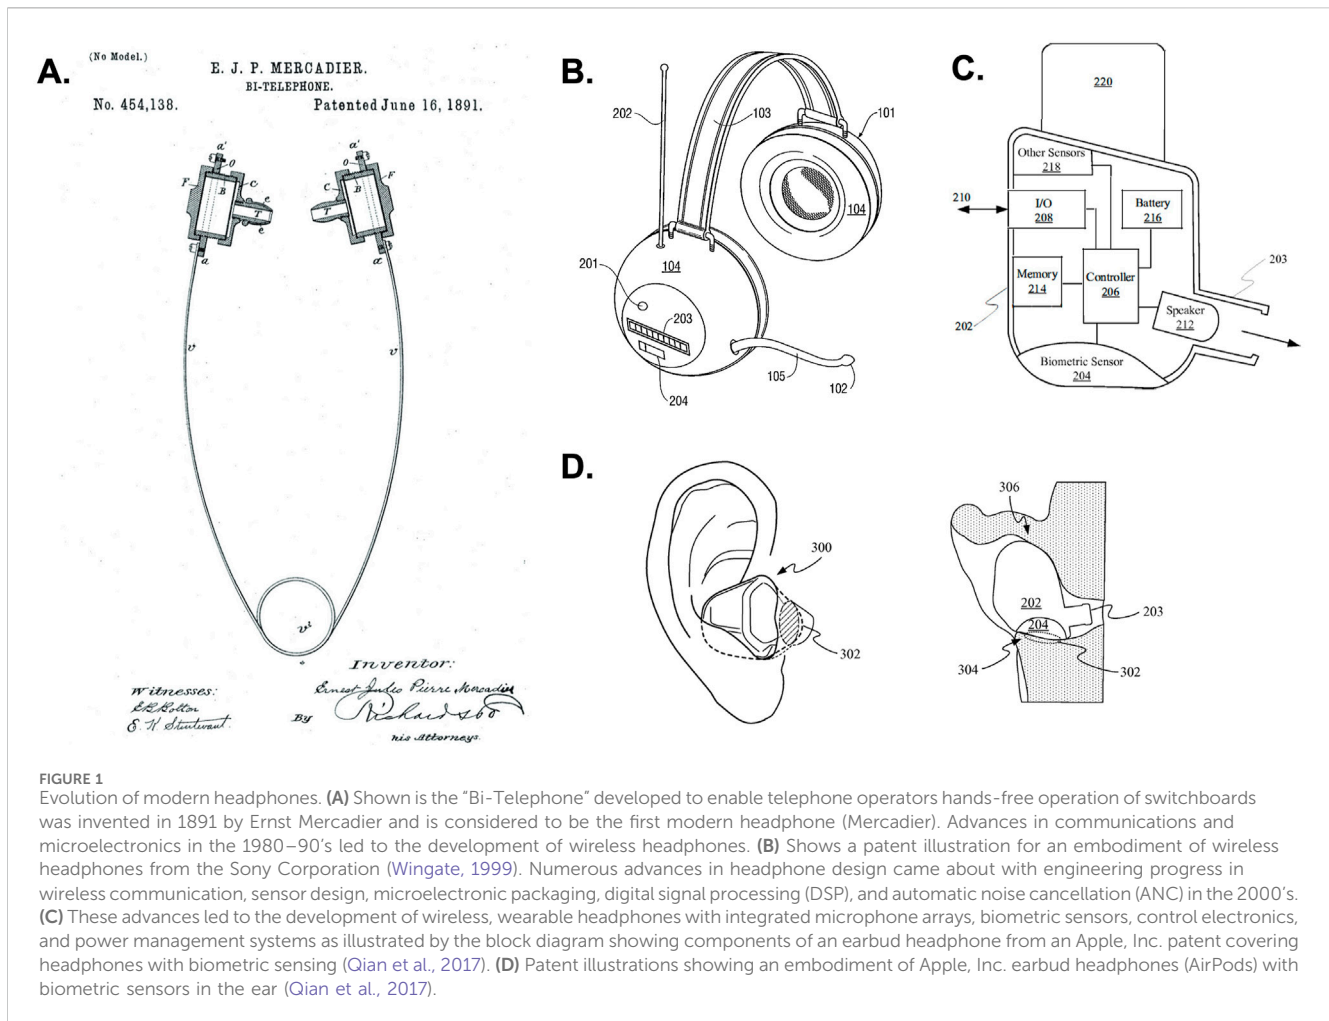 A.
(No Model.)
E. J. P. MERCADIER.
BI-TELEPHONE.
No. 454,138.
Patented June 16, 1891.
a'
a'
O
O
F
B
C
e
T
e
a
C
B
F
T
a
v
v
v¹
Inventor:
Ernest Jules Pierre Mercadier
Witnesses:
E. K. Sturtevant.
By
Richards & Co
his Attorneys.
B.
202
103
101
104
104
201
203
204
105
102
C.
220
Other Sensors
218
210
I/O
208
Battery
216
Memory
214
Controller
206
203
Speaker
212
202
Biometric Sensor
204
D.
300
302
306
202
203
204
304
302
FIGURE 1
Evolution of modern headphones. (A) Shown is the "Bi-Telephone" developed to enable telephone operators hands-free operation of switchboards
was invented in 1891 by Ernst Mercadier and is considered to be the first modern headphone (Mercadier). Advances in communications and
microelectronics in the 1980–90's led to the development of wireless headphones. (B) Shows a patent illustration for an embodiment of wireless
headphones from the Sony Corporation (Wingate, 1999). Numerous advances in headphone design came about with engineering progress in
wireless communication, sensor design, microelectronic packaging, digital signal processing (DSP), and automatic noise cancellation (ANC) in the 2000's.
(C) These advances led to the development of wireless, wearable headphones with integrated microphone arrays, biometric sensors, control electronics,
and power management systems as illustrated by the block diagram showing components of an earbud headphone from an Apple, Inc. patent covering
headphones with biometric sensing (Qian et al., 2017). (D) Patent illustrations showing an embodiment of Apple, Inc. earbud headphones (AirPods) with
biometric sensors in the ear (Qian et al., 2017).